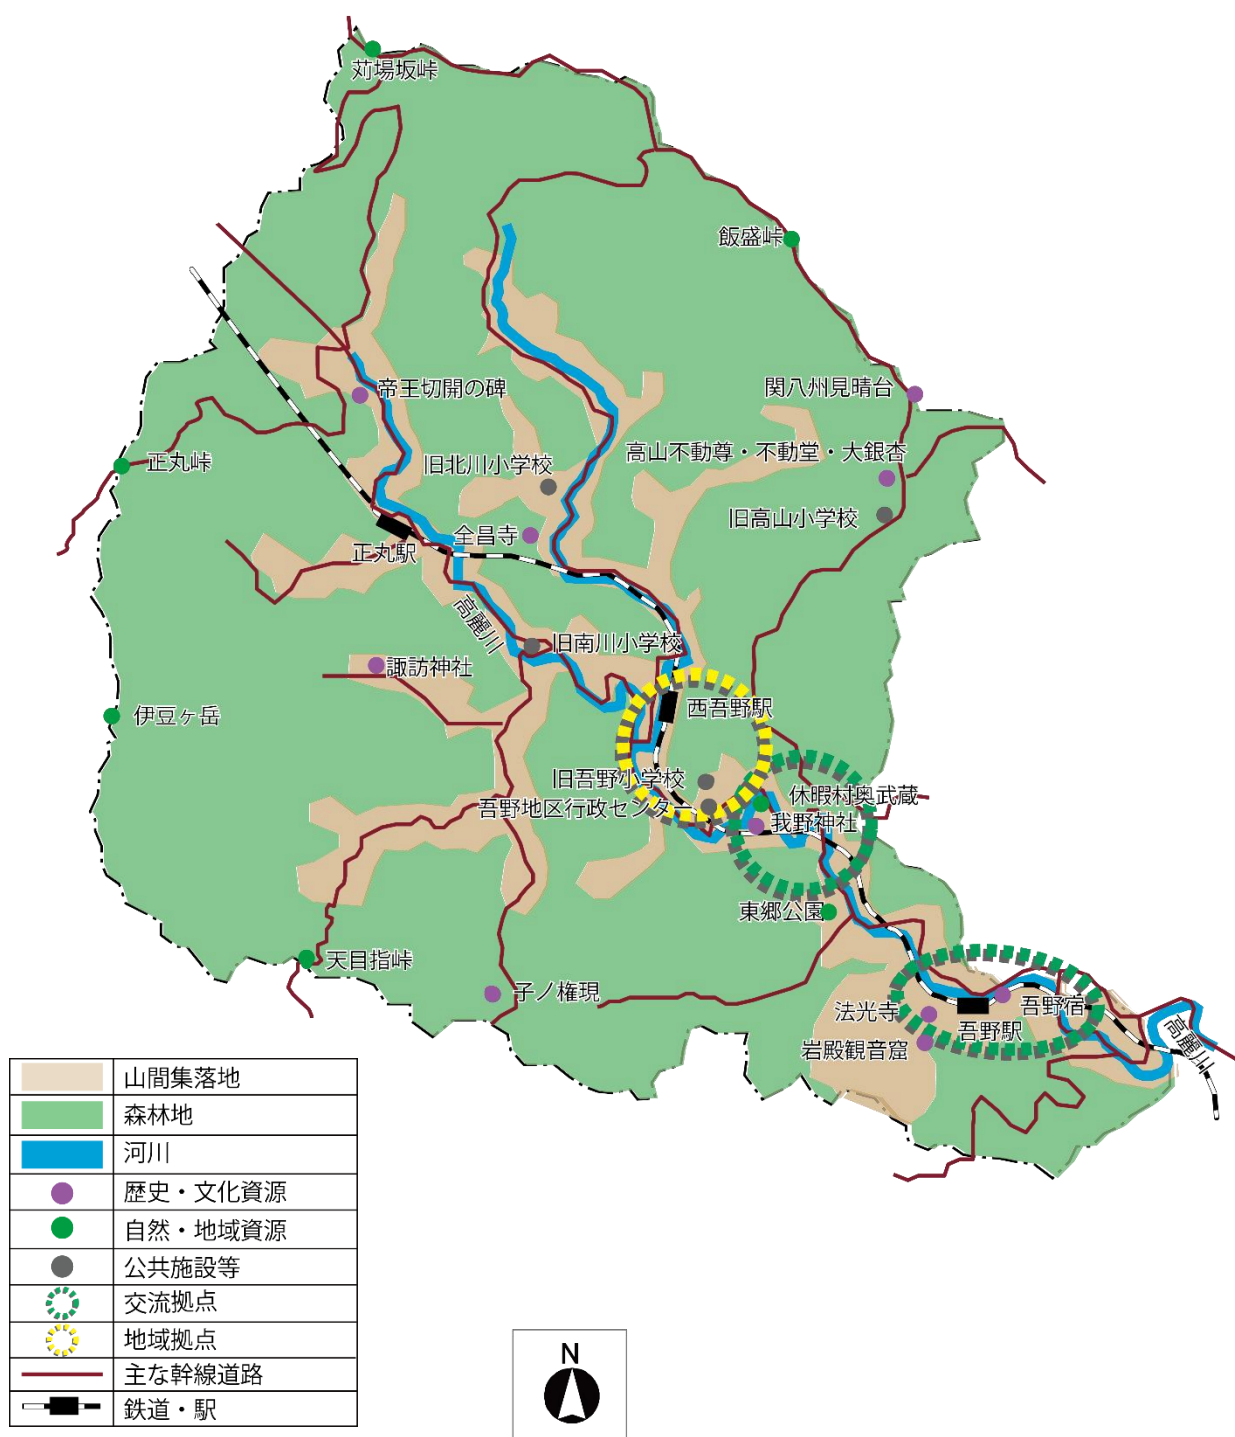 苅場坂峠
飯盛峠
帝王切開の碑
関八州見晴台
正丸峠
旧北川小学校
高山不動尊・不動堂・大銀杏
旧高山小学校
全昌寺
正丸駅
高麗川
旧南川小学校
諏訪神社
伊豆ヶ岳
西吾野駅
旧吾野小学校
休暇村奥武蔵
吾野地区行政センター
我野神社
東郷公園
天目指峠
子ノ権現
法光寺
吾野宿
吾野駅
岩殿観音窟
高麗川
山間集落地
森林地
河川
歴史・文化資源
自然・地域資源
公共施設等
交流拠点
地域拠点
主な幹線道路
鉄道・駅
N